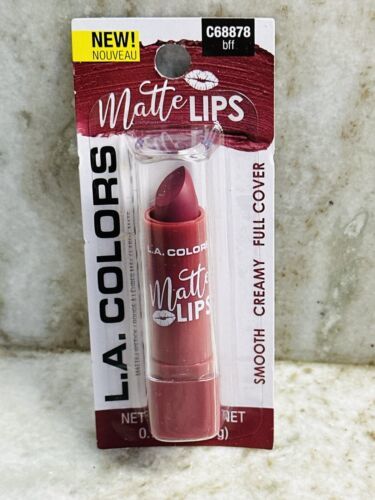 NEW!
NOUVEAU
C68878
bff
Matte LIPS
L.A. COLORS
SMOOTH CREAMY FULL COVER
L.A. COLORS
Matte
LIPS
NET
NET